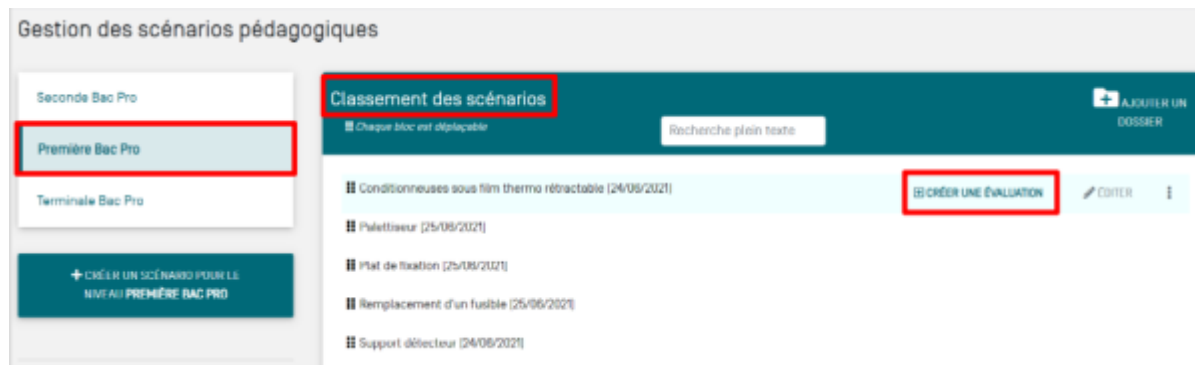 Gestion des scénarios pédagogiques
Seconde Bac Pro
Première Bac Pro
Terminale Bac Pro
+ CRÉER UN SCÉNARIO POUR LE
NIVEAU PREMIÈRE BAC PRO
Classement des scénarios
Chaque bloc est déplaçable
Recherche plein texte
AJOUTER UN
DOSSIER
Conditionneuses sous film thermo rétractable (24/06/2021)
CRÉER UNE ÉVALUATION
EDITER
Palettiseur (25/06/2021)
Plat de fixation (25/06/2021)
Remplacement d'un fusible (25/06/2021)
Support détecteur (24/06/2021)